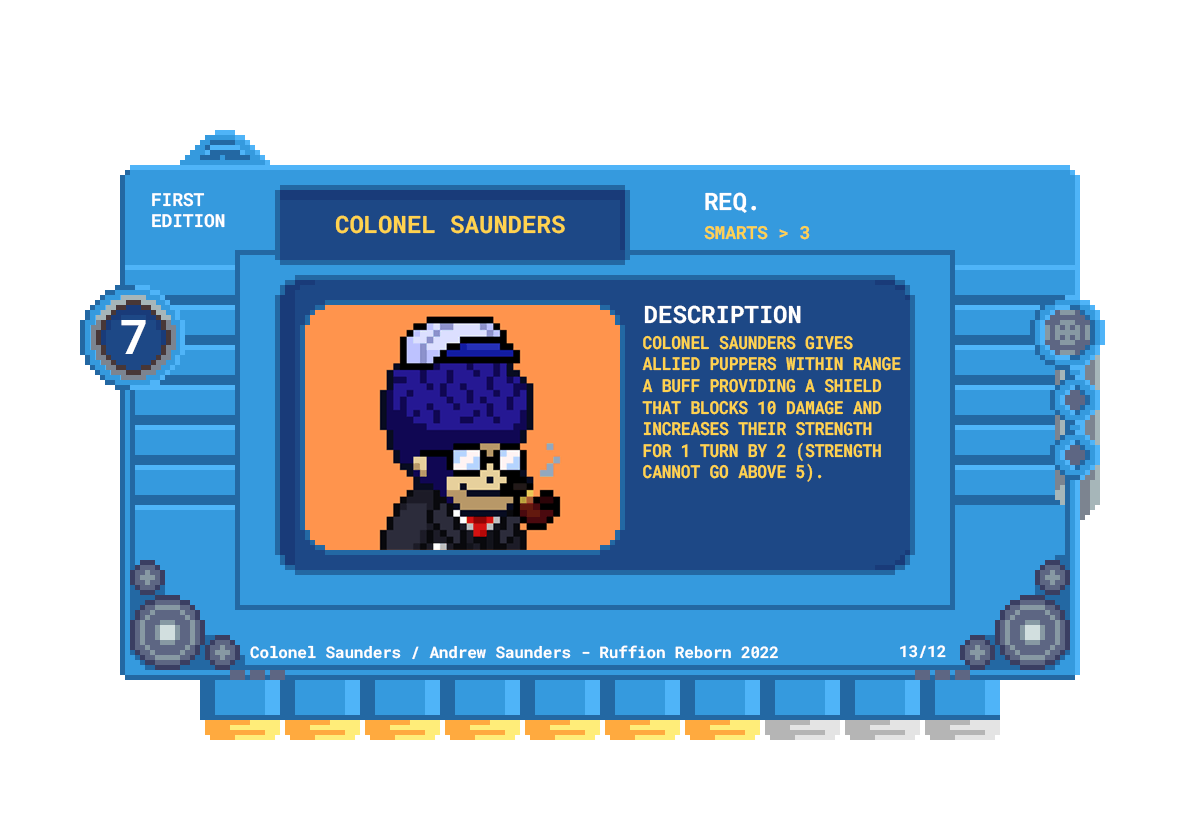 FIRST
EDITION
COLONEL SAUNDERS
REQ.
SMARTS > 3
7
DESCRIPTION
COLONEL SAUNDERS GIVES
ALLIED PUPPERS WITHIN RANGE
A BUFF PROVIDING A SHIELD
THAT BLOCKS 10 DAMAGE AND
INCREASES THEIR STRENGTH
FOR 1 TURN BY 2 (STRENGTH
CANNOT GO ABOVE 5).
Colonel Saunders / Andrew Saunders - Ruffion Reborn 2022
13/12